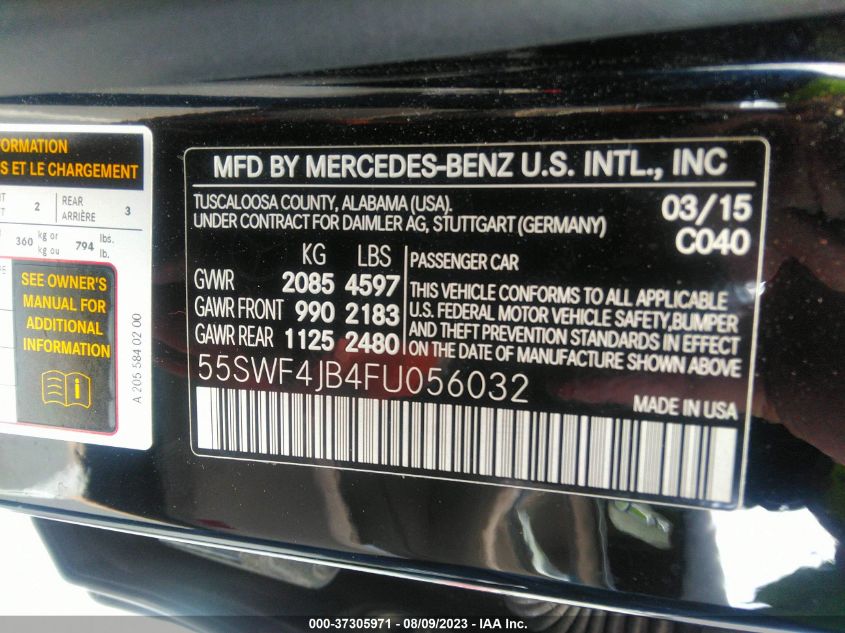 ORMATION
S ET LE CHARGEMENT
2
REAR
ARRIÈRE
3
360
kg or
kg ou
794
lbs.
lb.
SEE OWNER'S
MANUAL FOR
ADDITIONAL
INFORMATION
A 205 584 02 00
MFD BY MERCEDES-BENZ U.S. INTL., INC
TUSCALOOSA COUNTY, ALABAMA (USA).
UNDER CONTRACT FOR DAIMLER AG, STUTTGART (GERMANY)
03/15
C040
KG LBS
GVWR 2085 4597
GAWR FRONT 990 2183
GAWR REAR 1125 2480
PASSENGER CAR
THIS VEHICLE CONFORMS TO ALL APPLICABLE
U.S. FEDERAL MOTOR VEHICLE SAFETY,BUMPER
AND THEFT PREVENTION STANDARDS IN EFFECT
ON THE DATE OF MANUFACTURE SHOWN ABOVE
55SWF4JB4FU056032
MADE IN USA
000-37305971 - 08/09/2023 - IAA Inc.